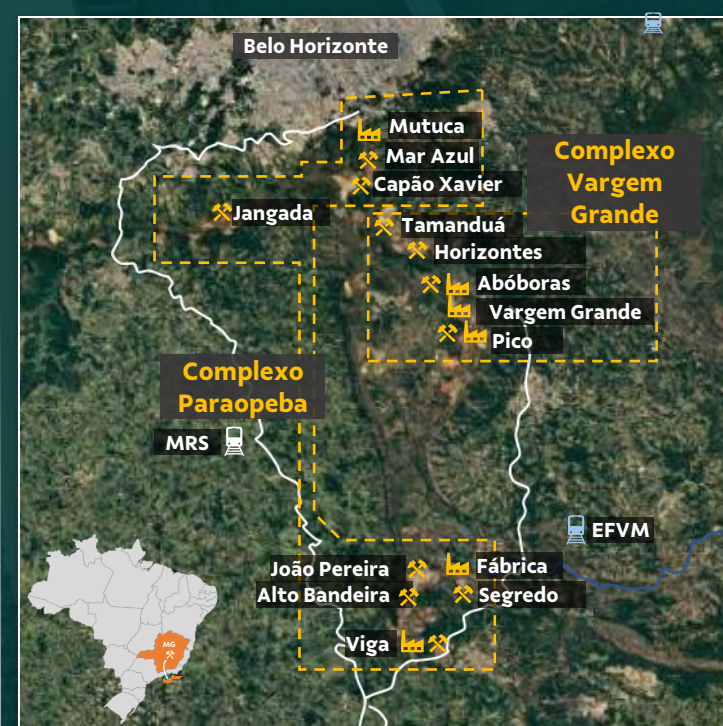 Belo Horizonte
Mutuca
Mar Azul
Capão Xavier
Complexo
Vargem
Grande
Jangada
Tamanduá
Horizontes
Abóboras
Vargem Grande
Pico
Complexo
Paraopeba
MRS
EFVM
João Pereira
Fábrica
Alto Bandeira
Segredo
Viga
MG